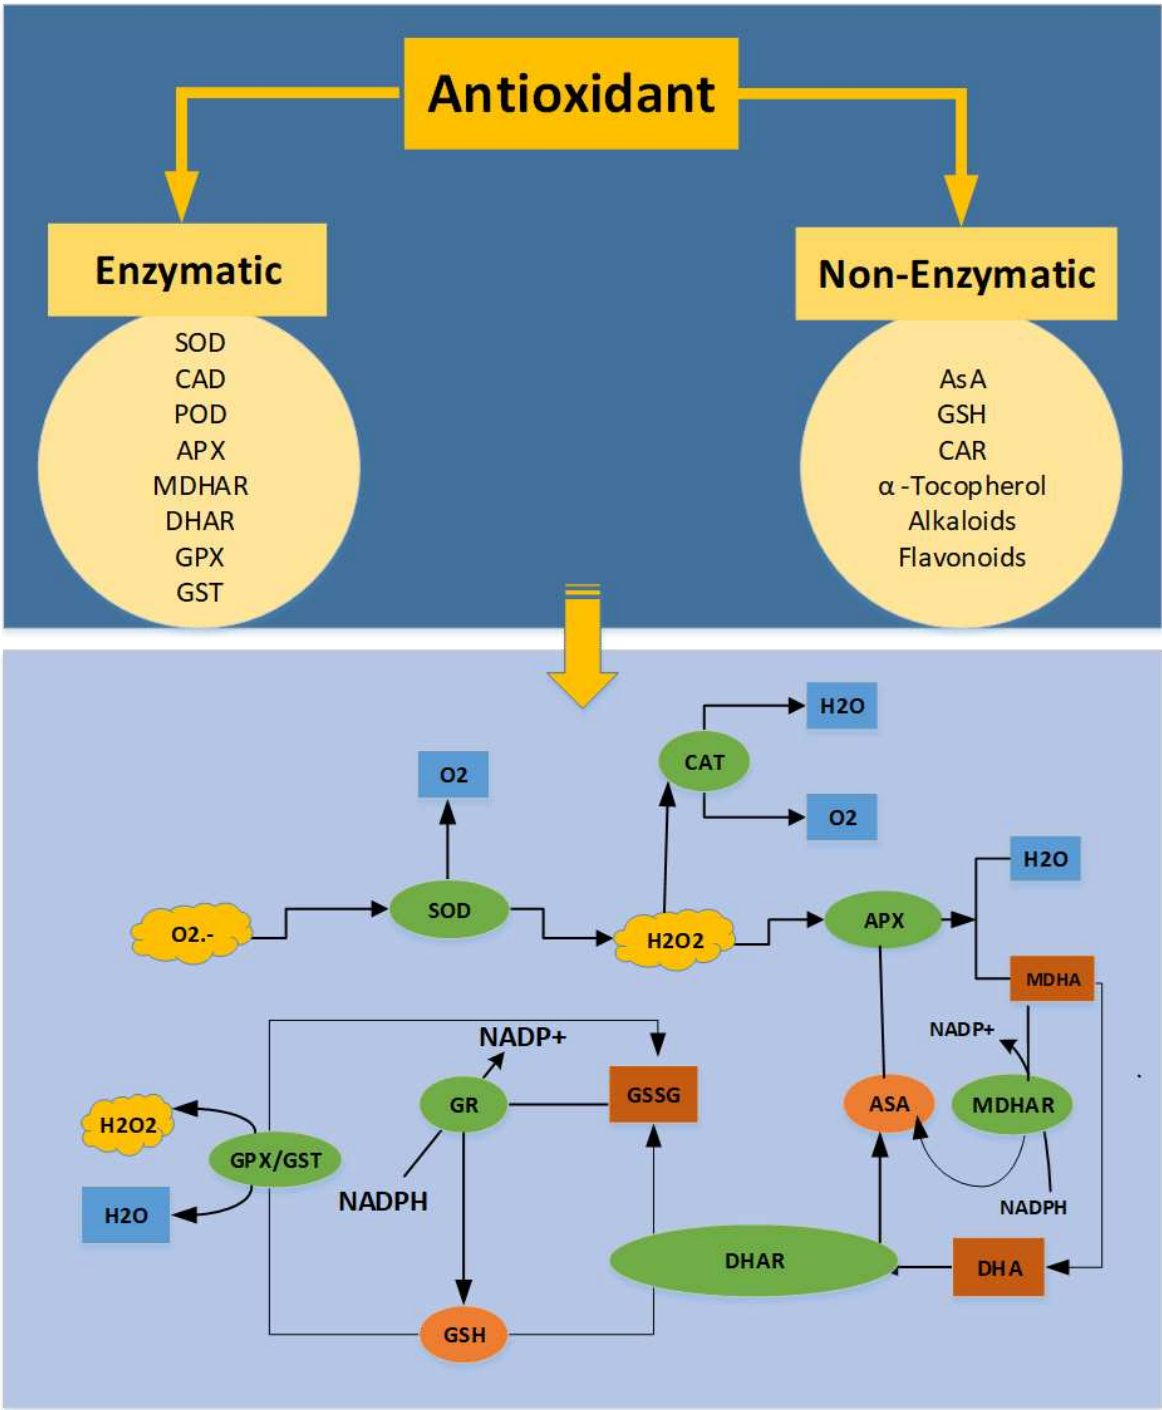 Antioxidant
Enzymatic
SOD
CAD
POD
APX
MDHAR
DHAR
GPX
GST
Non-Enzymatic
AsA
GSH
CAR
α -Tocopherol
Alkaloids
Flavonoids
H2O
CAT
O2
O2
H2O
SOD
APX
O2.-
H2O2
MDHA
NADP+
NADP+
GSSG
GR
ASA
MDHAR
H2O2
GPX/GST
NADPH
NADPH
H2O
DHAR
DHA
GSH